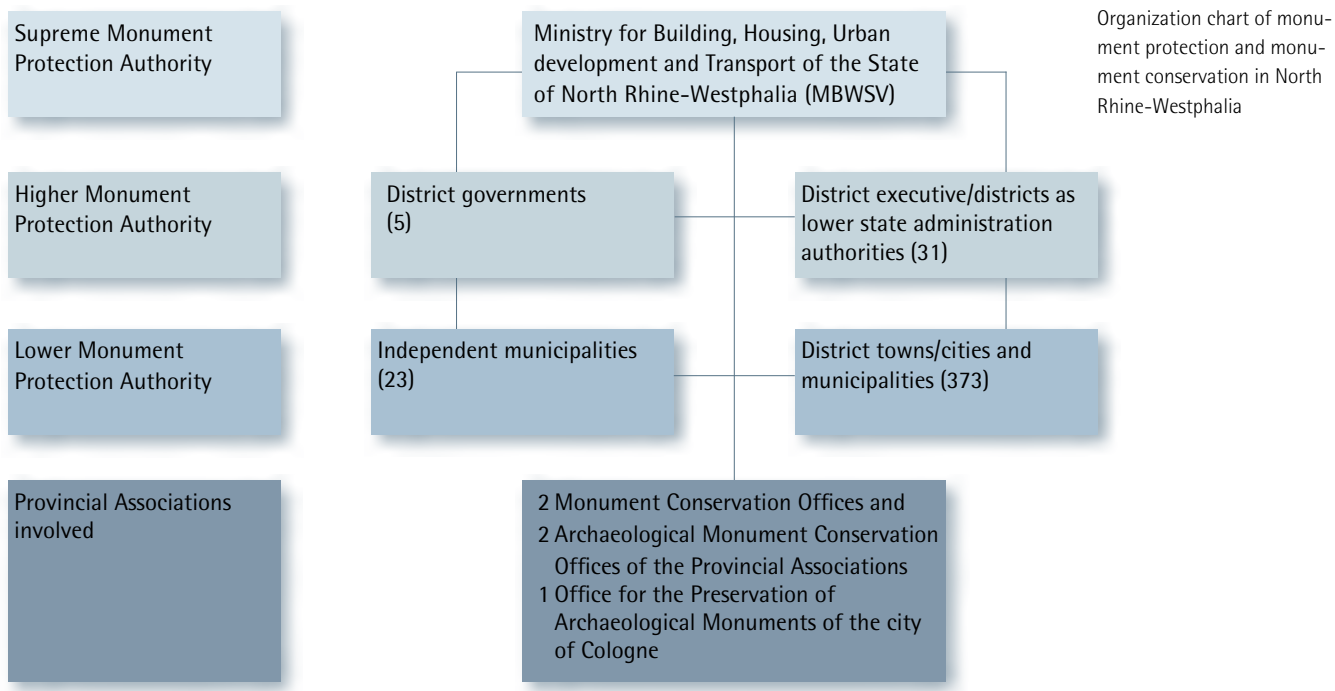 Supreme Monument
Protection Authority
Ministry for Building, Housing, Urban
development and Transport of the State
of North Rhine-Westphalia (MBWSV)
Organization chart of monu-
ment protection and monu-
ment conservation in North
Rhine-Westphalia
Higher Monument
Protection Authority
District governments
(5)
District executive/districts as
lower state administration
authorities (31)
Lower Monument
Protection Authority
Independent municipalities
(23)
District towns/cities and
municipalities (373)
Provincial Associations
involved
2 Monument Conservation Offices and
2 Archaeological Monument Conservation
Offices of the Provincial Associations
1 Office for the Preservation of
Archaeological Monuments of the city
of Cologne